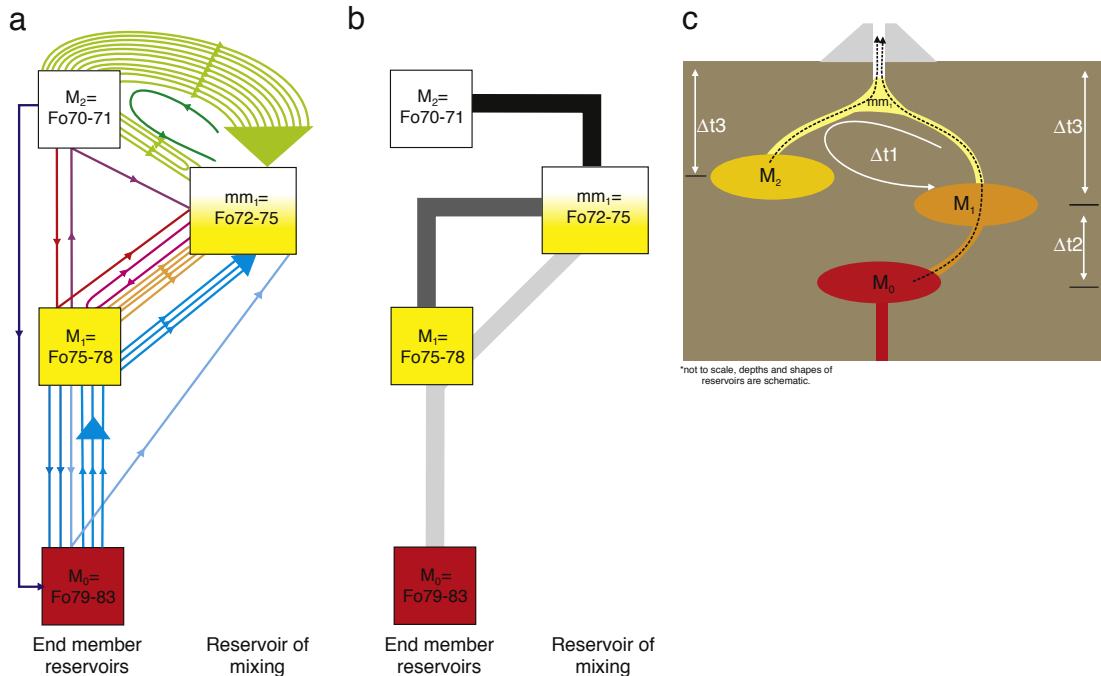 a
M₂=
Fo70-71
mm₁=
Fo72-75
M₁=
Fo75-78
M₀=
Fo79-83
End member
reservoirs
Reservoir of
mixing
b
M₂=
Fo70-71
mm₁=
Fo72-75
M₁=
Fo75-78
M₀=
Fo79-83
End member
reservoirs
Reservoir of
mixing
c
mm₁
Δt3
Δt3
Δt1
M₂
M₁
Δt2
M₀
*not to scale, depths and shapes of
reservoirs are schematic.